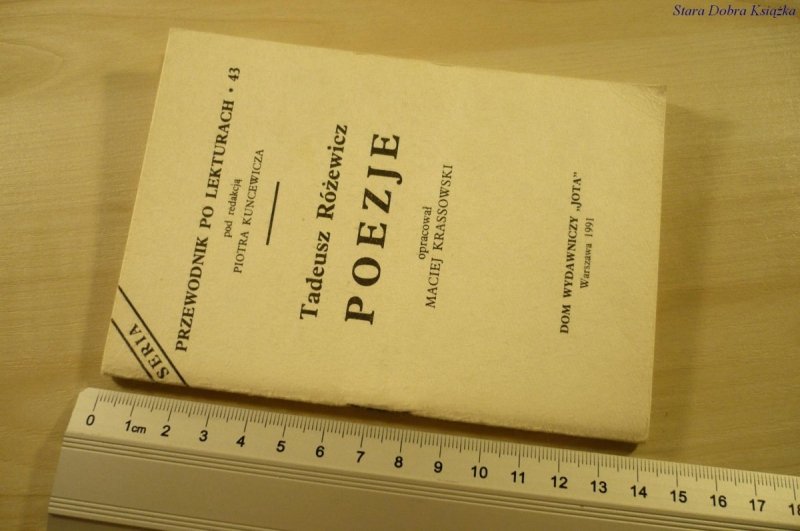 Stara Dobra Książka
SERIA
PRZEWODNIK PO LEKTURACH • 43
pod redakcją
PIOTRA KUNCEWICZA
Tadeusz Różewicz
POEZJE
opracował
MACIEJ KRASSOWSKI
DOM WYDAWNICZY „JOTA”
Warszawa 1991
0 1cm 2 3 4 5 6 7 8 9 10 11 12 13 14 15 16 17 18